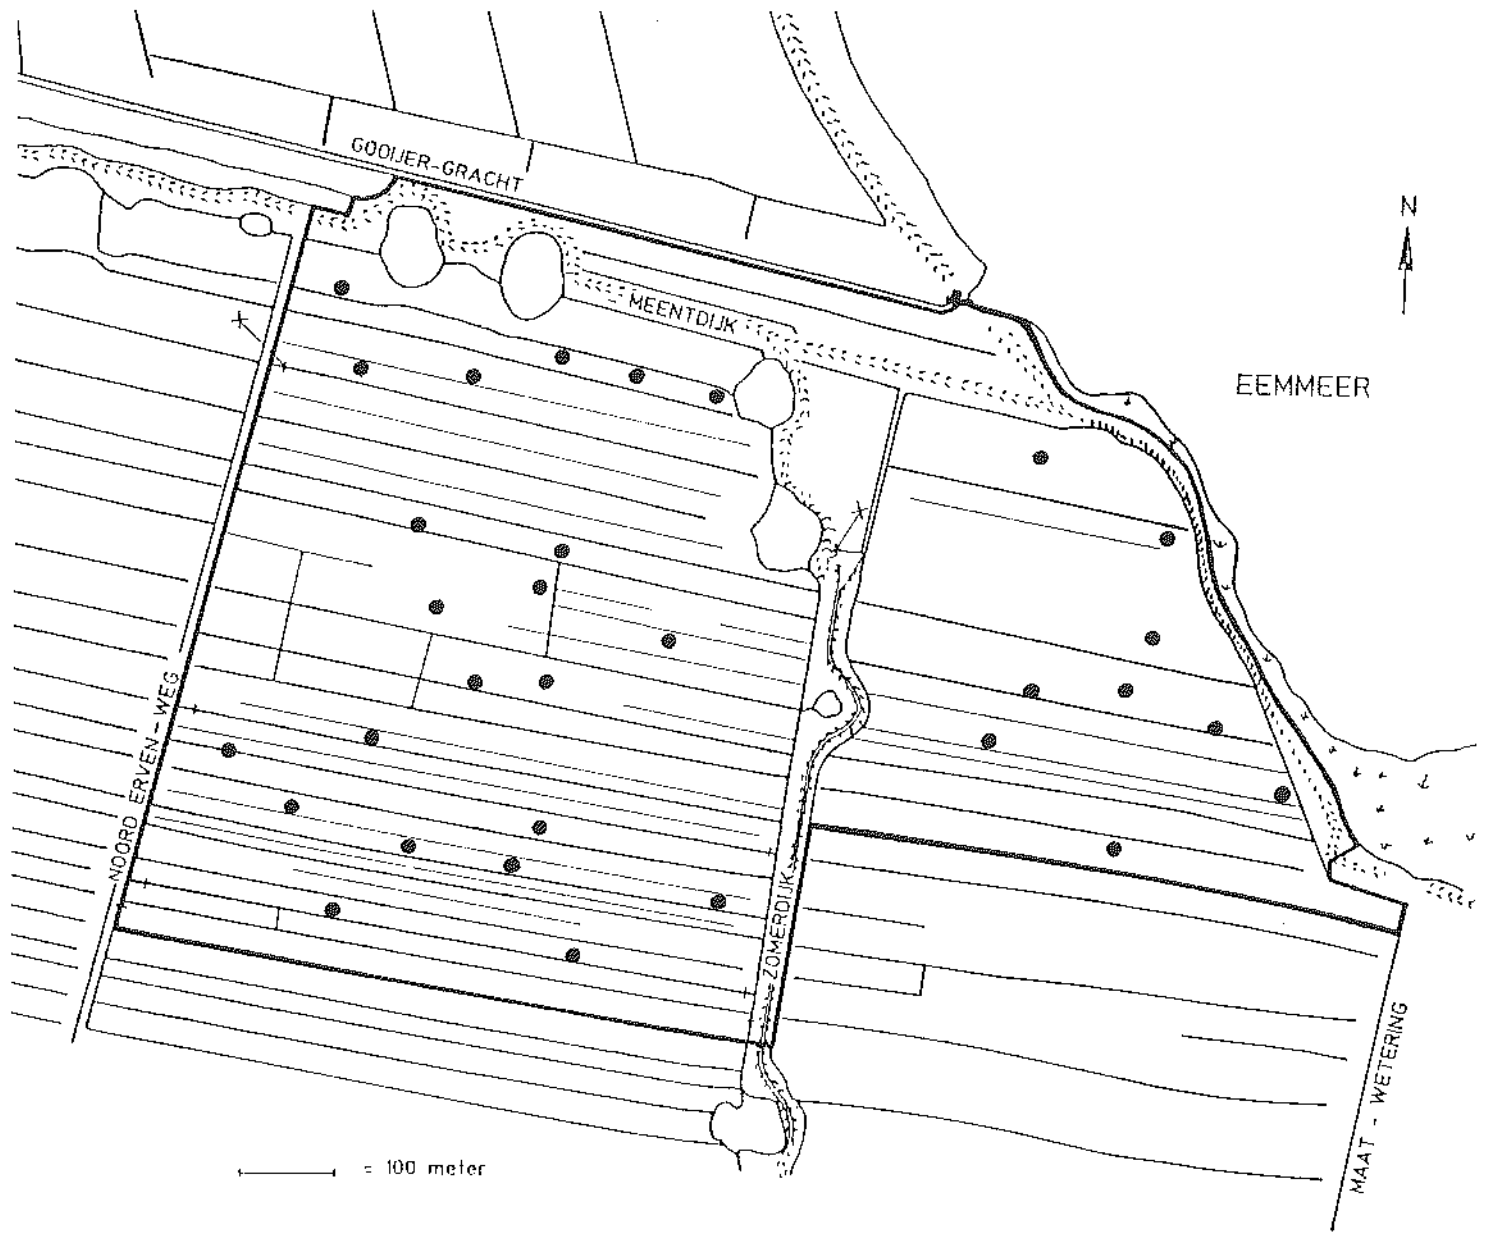 GOOIJER-GRACHT
N
MEENTDIJK
EEMMEER
NOORD ERVEN-WEG
ZOMERDIJK
MAAT - WETERING
= 100 meter